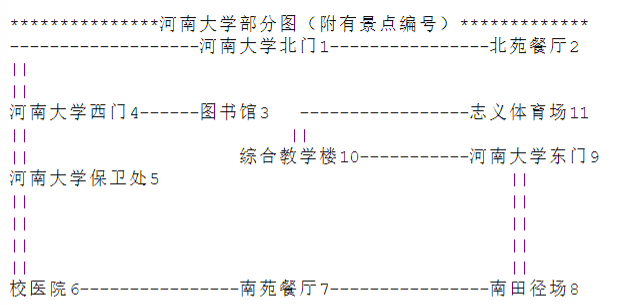 ***************河南大学部分图（附有景点编号）*************
-------------------河南大学北门1----------------北苑餐厅2
||
||
河南大学西门4------图书馆3   -----------------志义体育场11
||                          ||
||                     综合教学楼10-----------河南大学东门9
河南大学保卫处5                                   ||
||                                                ||
||                                                ||
||                                                ||
||                                                ||
校医院6----------------南苑餐厅7----------------南田径场8